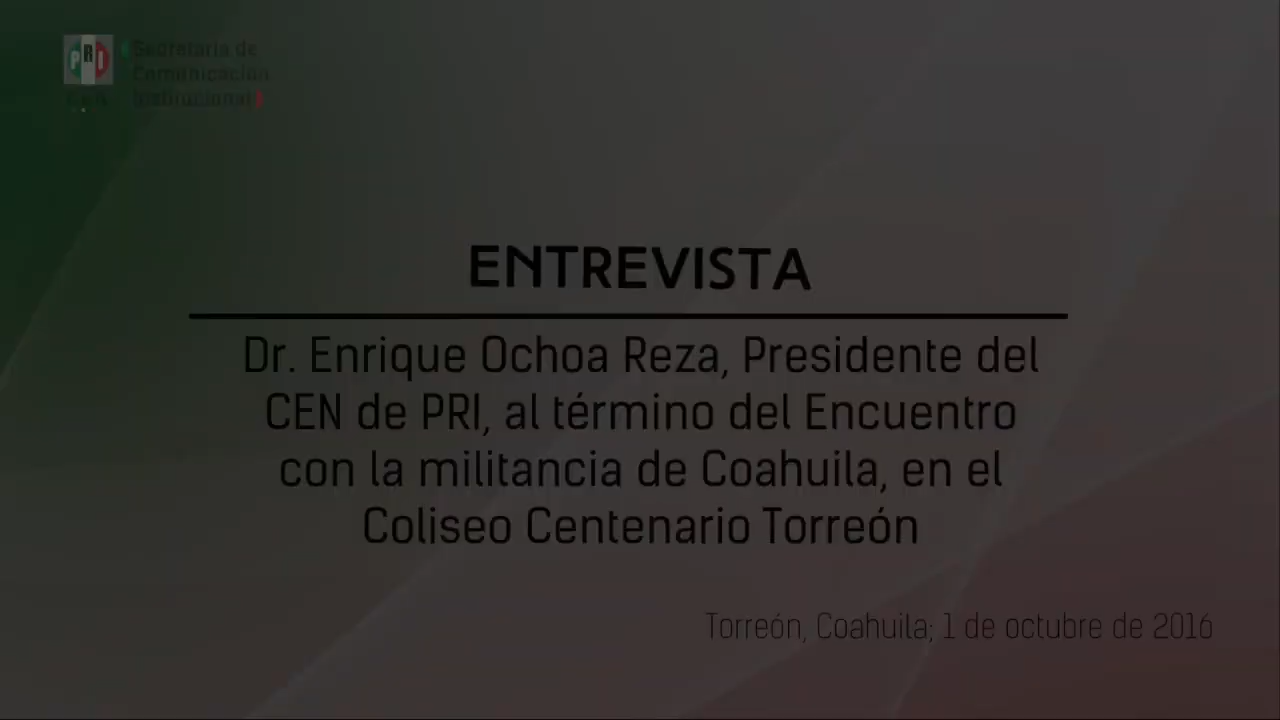 PRI
Secretaría de
Comunicación
Institucional
ENTREVISTA
Dr. Enrique Ochoa Reza, Presidente del
CEN de PRI, al término del Encuentro
con la militancia de Coahuila, en el
Coliseo Centenario Torreón
Torreón, Coahuila; 1 de octubre de 2016